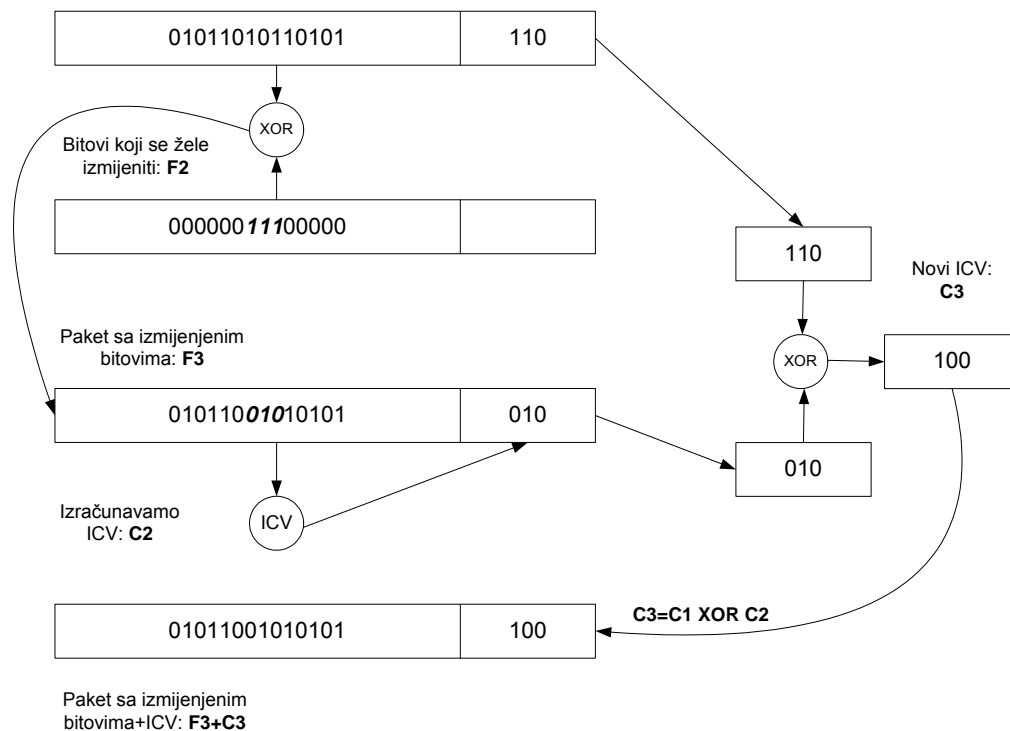 01011010110101 110
XOR
Bitovi koji se žele
izmijeniti: F2
00000011100000
110
Novi ICV:
C3
Paket sa izmijenjenim
bitovima: F3
XOR
100
01011001010101 010
010
Izračunavamo
ICV: C2
ICV
C3=C1 XOR C2
01011001010101 100
Paket sa izmijenjenim
bitovima+ICV: F3+C3